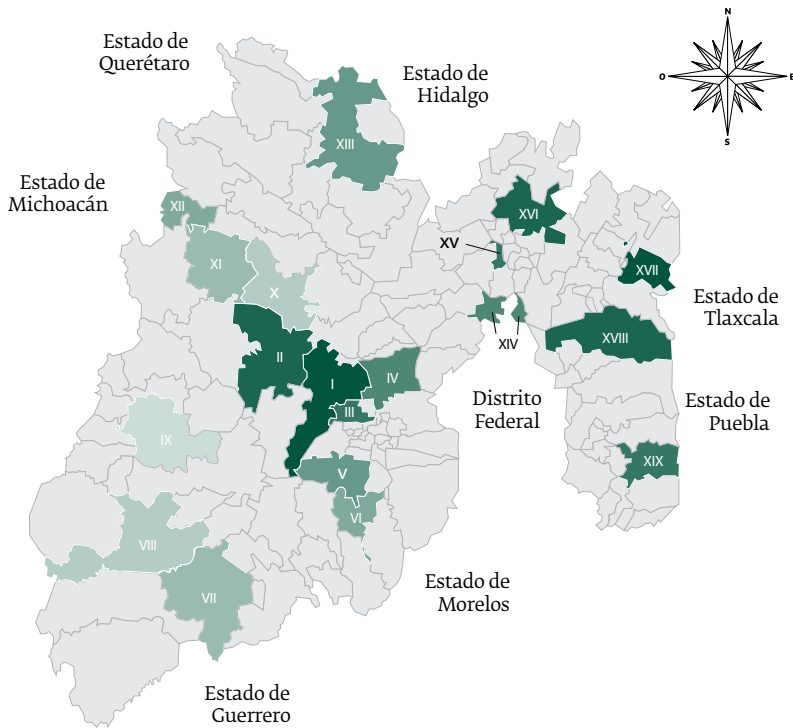 N
O
E
S
Estado de
Querétaro
Estado de
Hidalgo
XIII
Estado de
Michoacán
XII
XVI
XV
XI
XVII
X
Estado de
Tlaxcala
XIV
XVIII
II
I
IV
Distrito
Federal
III
Estado de
Puebla
IX
V
XIX
VI
VIII
Estado de
Morelos
VII
Estado de
Guerrero